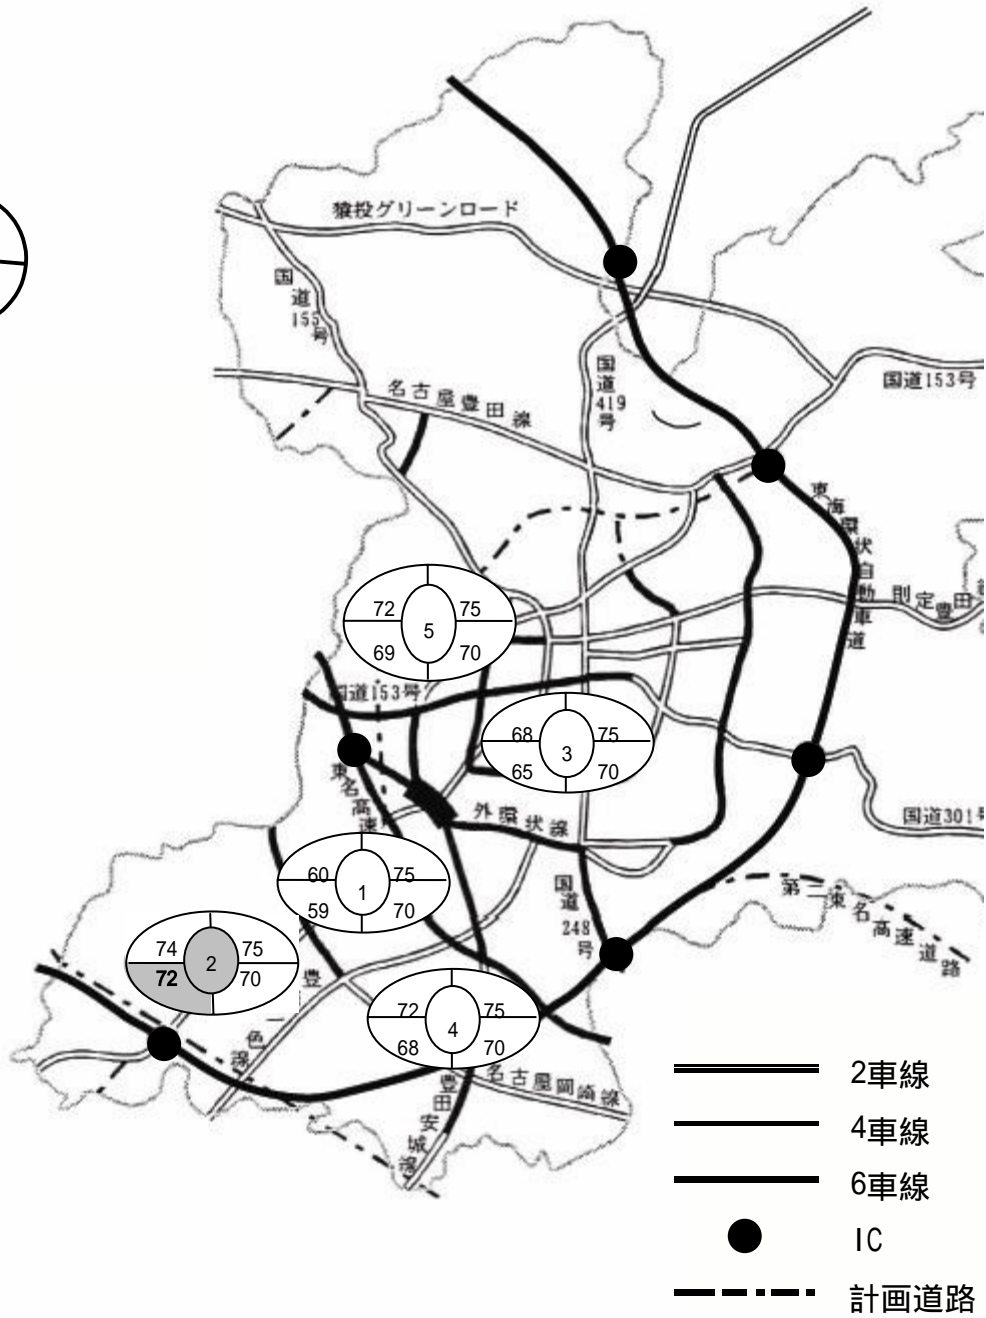 猿投グリーンロード
国道155号
国道419号
国道153号
名古屋豊田線
東海環状自動車道
則定豊田
72 75
5
69 70
国道153号
68 75
3
65 70
東名高速
外環状線
国道301号
60 75
1
59 70
国道248号
第二東名高速道路
74 75
2
72 70
豊
一
色
線
72 75
4
68 70
名古屋岡崎線
豊田安城線
2車線
4車線
6車線
IC
計画道路